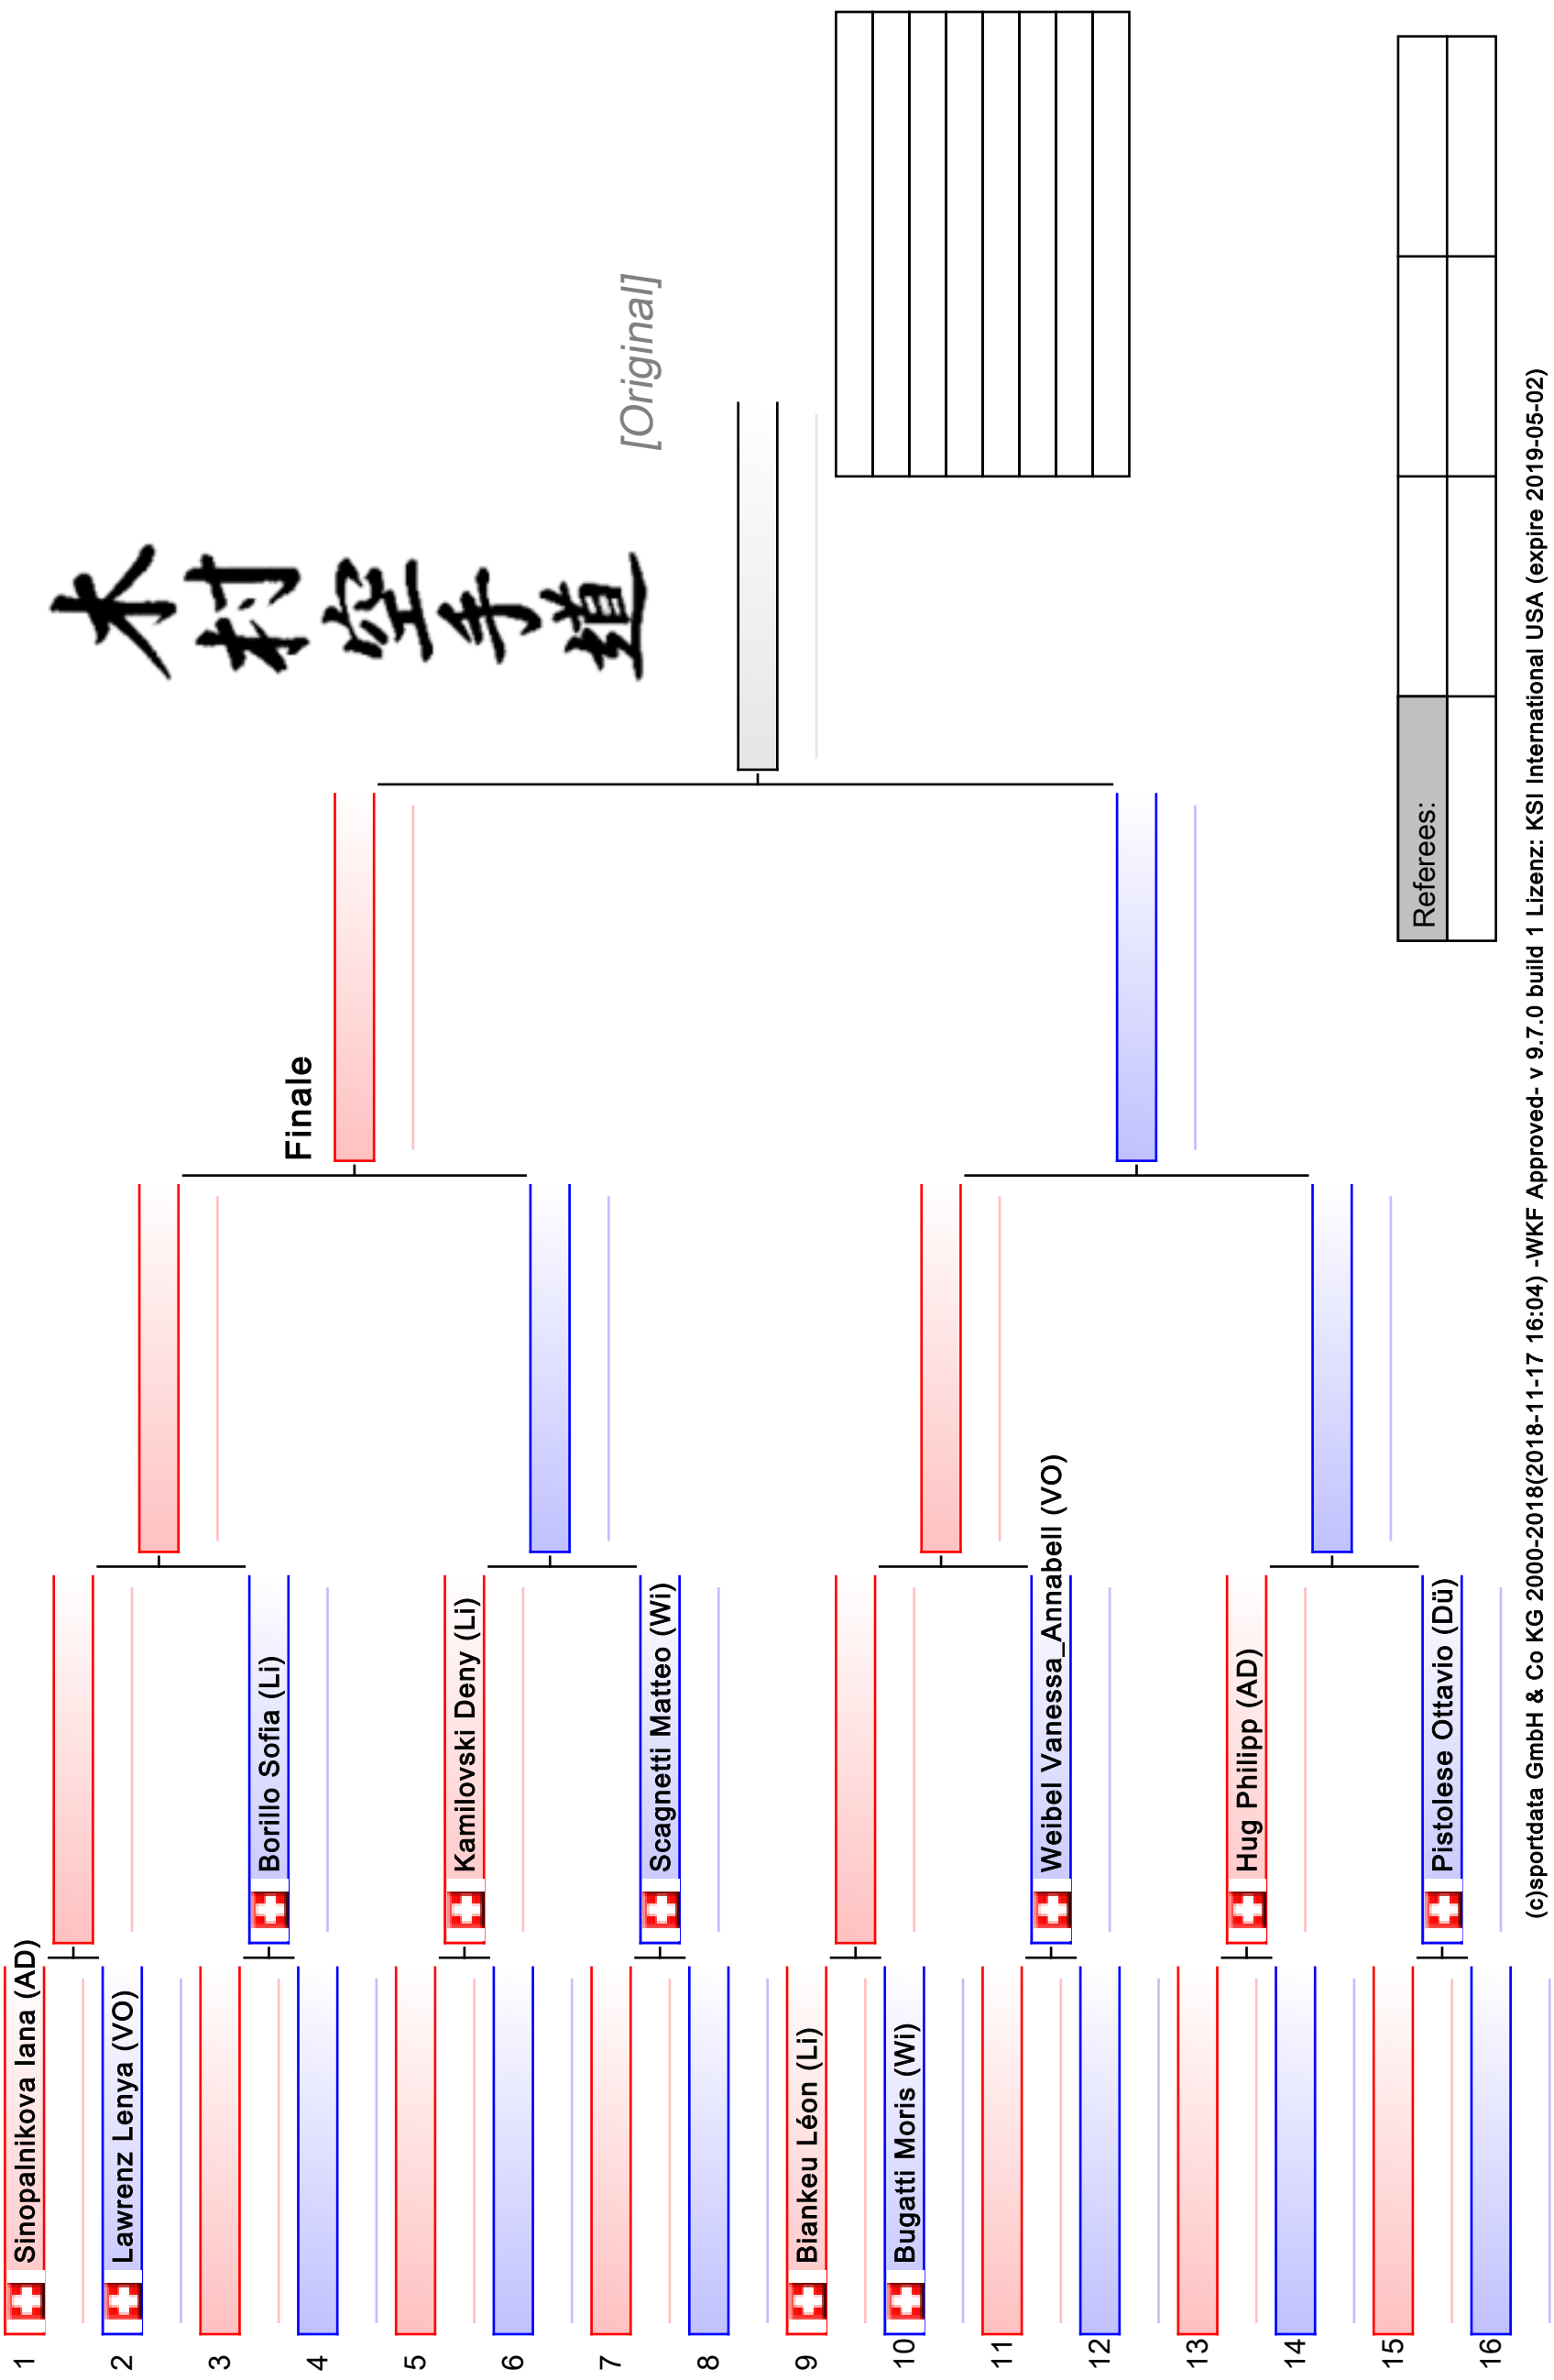 木村空手道
[Original]
Finale
1
Sinopalnikova Iana (AD)
2
Lawrenz Lenya (VO)
3
Borillo Sofia (Li)
4
5
Kamilovski Deny (Li)
6
7
Scagnetti Matteo (Wi)
8
9
Biankeu Léon (Li)
10
Bugatti Moris (Wi)
11
Weibel Vanessa_Annabell (VO)
12
13
Hug Philipp (AD)
14
15
Pistolese Ottavio (Dü)
16
Referees:
(c)sportdata GmbH & Co KG 2000-2018(2018-11-17 16:04) -WKF Approved- v 9.7.0 build 1 Lizenz: KSI International USA (expire 2019-05-02)